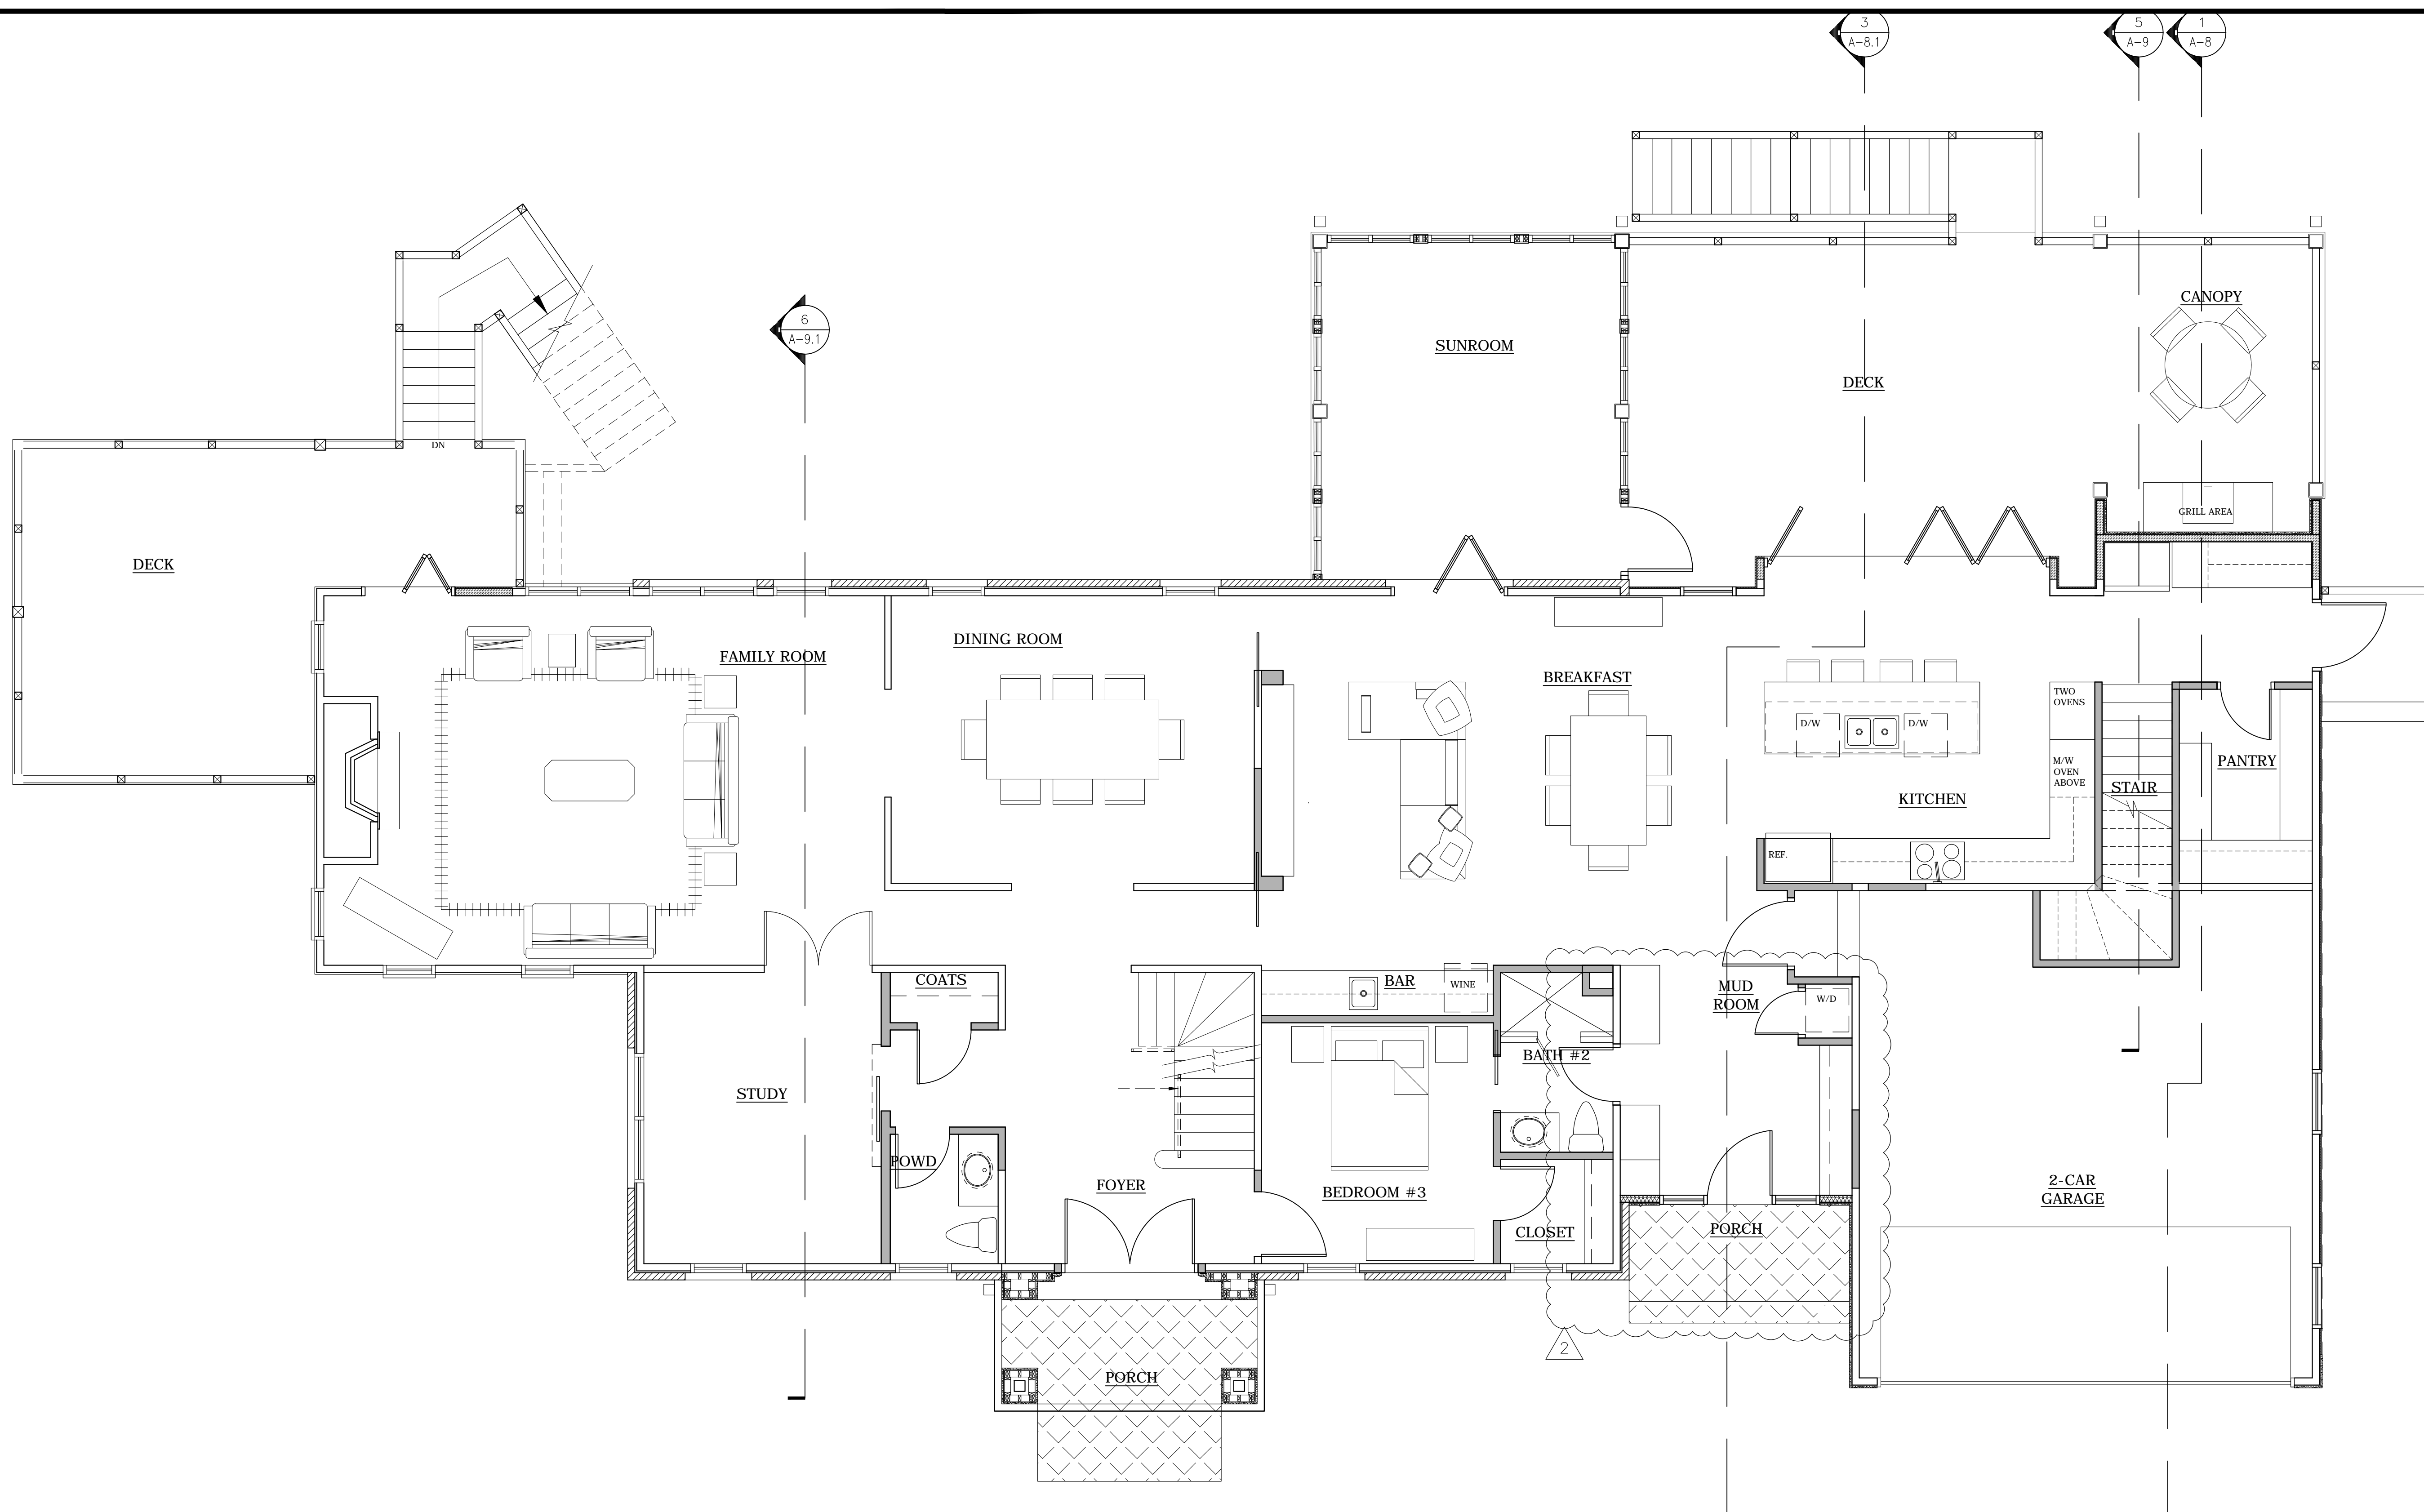 3
A-8.1
5
A-9
1
A-8
CANOPY
6
A-9.1
SUNROOM
DECK
DN
GRILL AREA
DECK
DINING ROOM
FAMILY ROOM
BREAKFAST
TWO
OVENS
D/W
D/W
M/W
OVEN
ABOVE
PANTRY
STAIR
KITCHEN
REF.
COATS
BAR
WINE
MUD
ROOM
W/D
BATH #2
STUDY
POWD
FOYER
BEDROOM #3
2-CAR
GARAGE
CLOSET
PORCH
2
PORCH